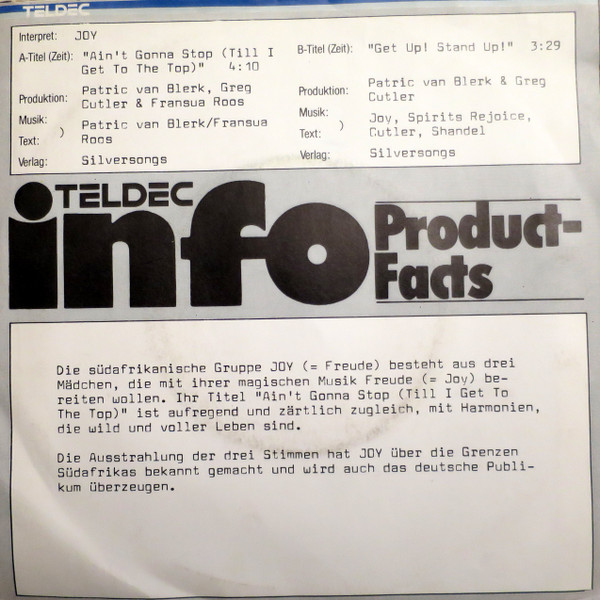 TELDEC
Interpret: JOY
A-Titel (Zeit): "Ain't Gonna Stop (Till I
Get To The Top)" 4:10
Produktion: Patric van Blerk, Greg
Cutler & Fransua Roos
Musik:
Text: ) Patric van Blerk/Fransua
Roos
Verlag: Silversongs
B-Titel (Zeit): "Get Up! Stand Up!" 3:29
Produktion: Patric van Blerk & Greg
Cutler
Musik:
Text: ) Joy, Spirits Rejoice,
Cutler, Shandel
Verlag: Silversongs
TELDEC
info
Product-
Facts
Die südafrikanische Gruppe JOY (= Freude) besteht aus drei
Mädchen, die mit ihrer magischen Musik Freude (= Joy) be-
reiten wollen. Ihr Titel "Ain't Gonna Stop (Till I Get To
The Top)" ist aufregend und zärtlich zugleich, mit Harmonien,
die wild und voller Leben sind.
Die Ausstrahlung der drei Stimmen hat JOY über die Grenzen
Südafrikas bekannt gemacht und wird auch das deutsche Publi-
kum überzeugen.